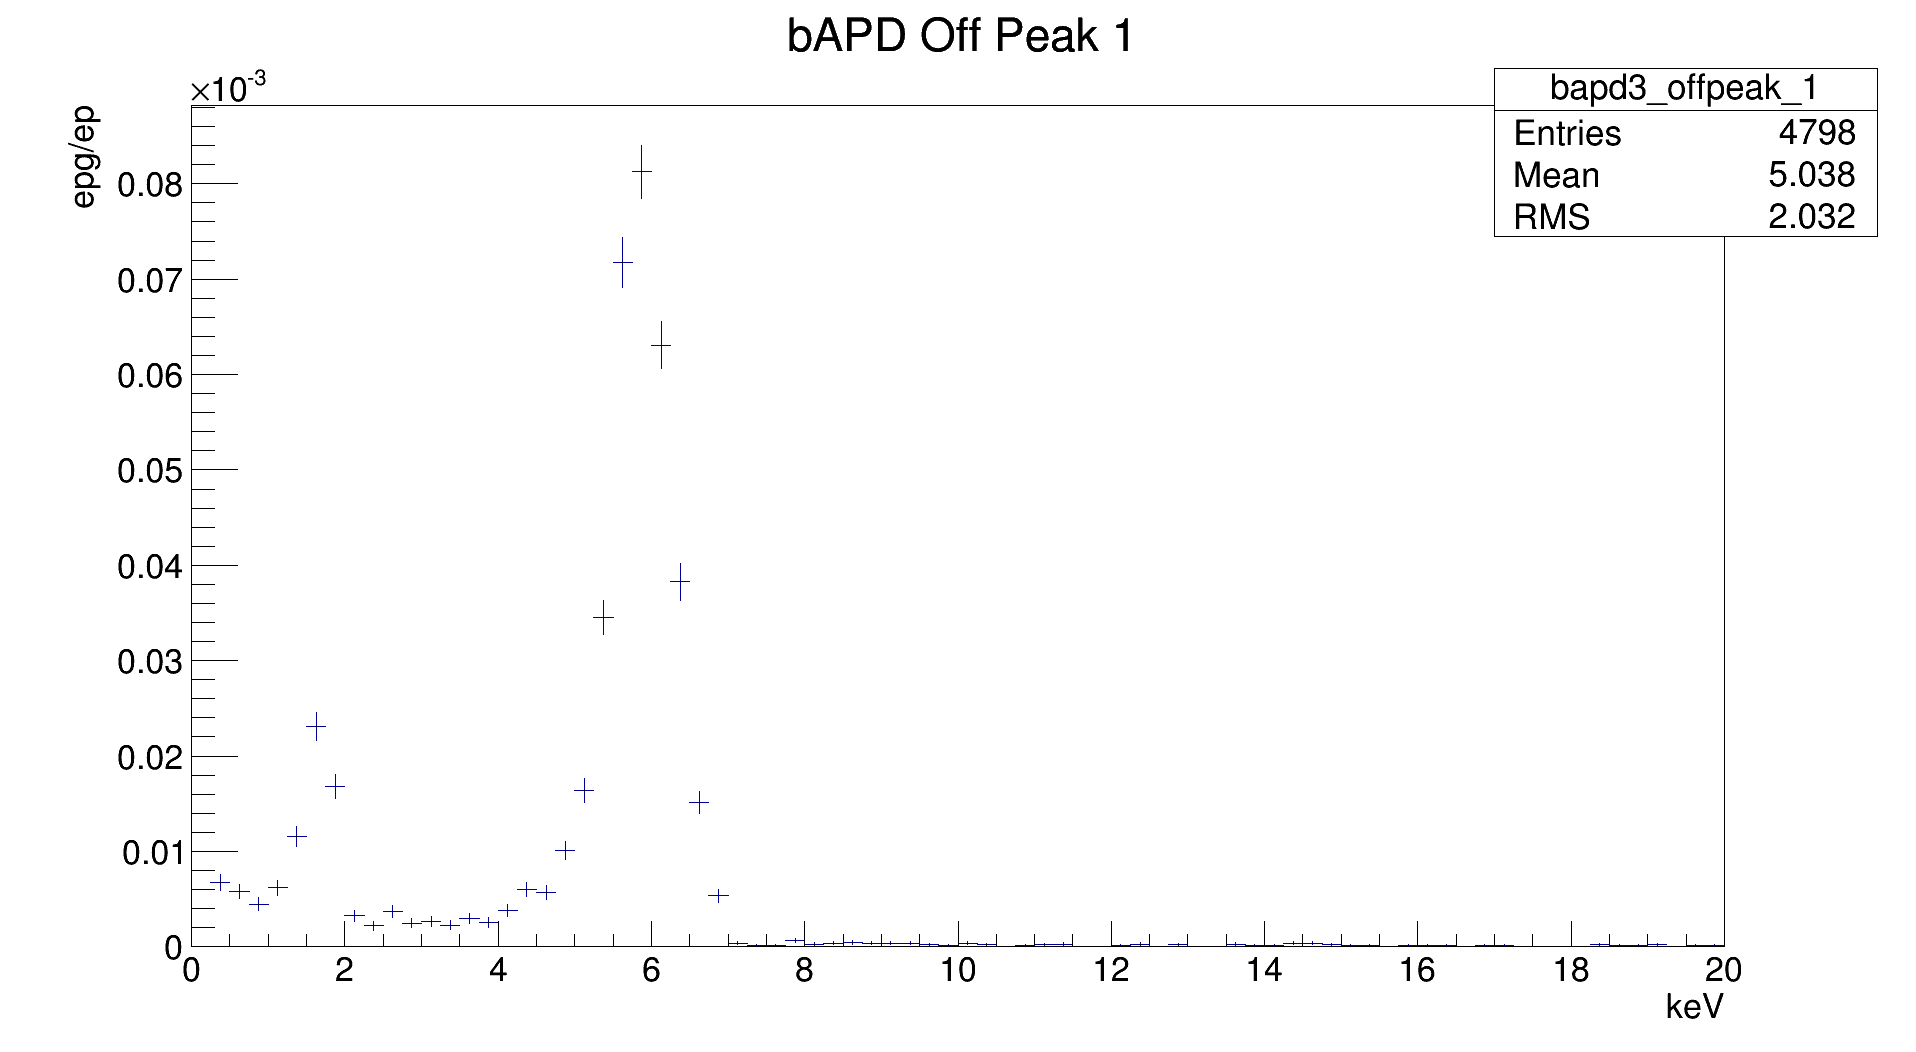 bAPD Off Peak 1
×10-3
epg/ep
bapd3_offpeak_1
Entries 4798
Mean 5.038
RMS 2.032
0.08
0.07
0.06
0.05
0.04
0.03
0.02
0.01
0
0 2 4 6 8 10 12 14 16 18 20
keV